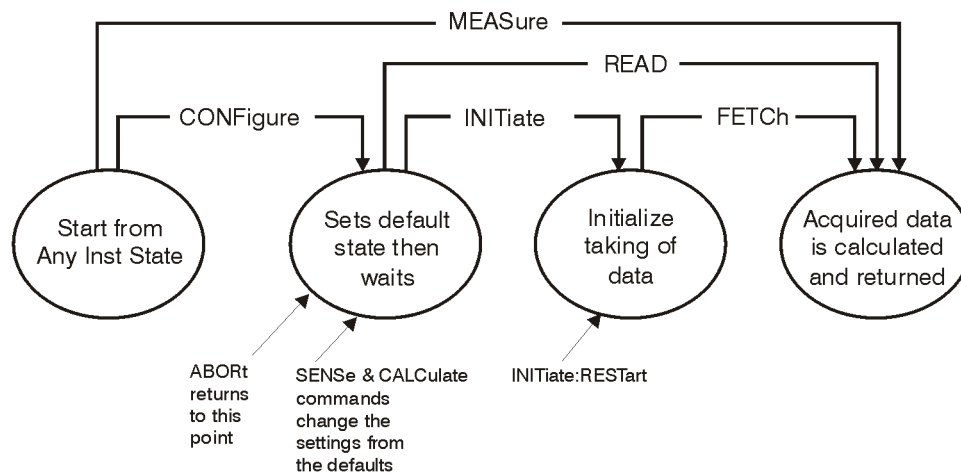 MEASure
READ
CONFigure
INITiate
FETCh
Start from
Any Inst State
Sets default
state then
waits
Initialize
taking of
data
Acquired data
is calculated
and returned
ABORt
returns
to this
point
SENSe & CALCulate
commands
change the
settings from
the defaults
INITiate:RESTart